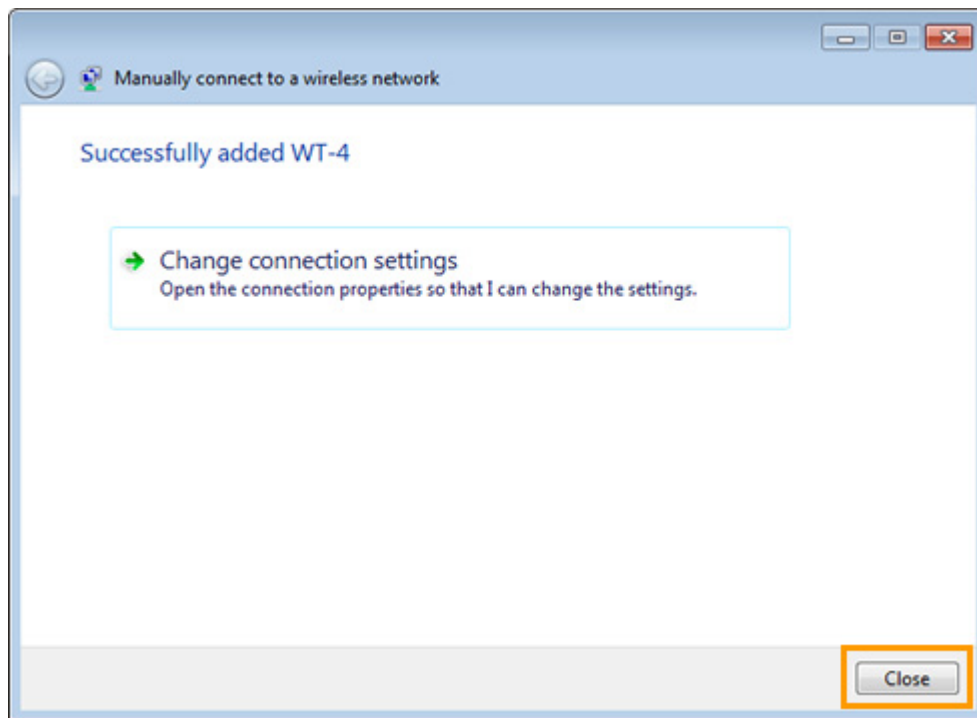 Manually connect to a wireless network
Successfully added WT-4
Change connection settings
Open the connection properties so that I can change the settings.
Close